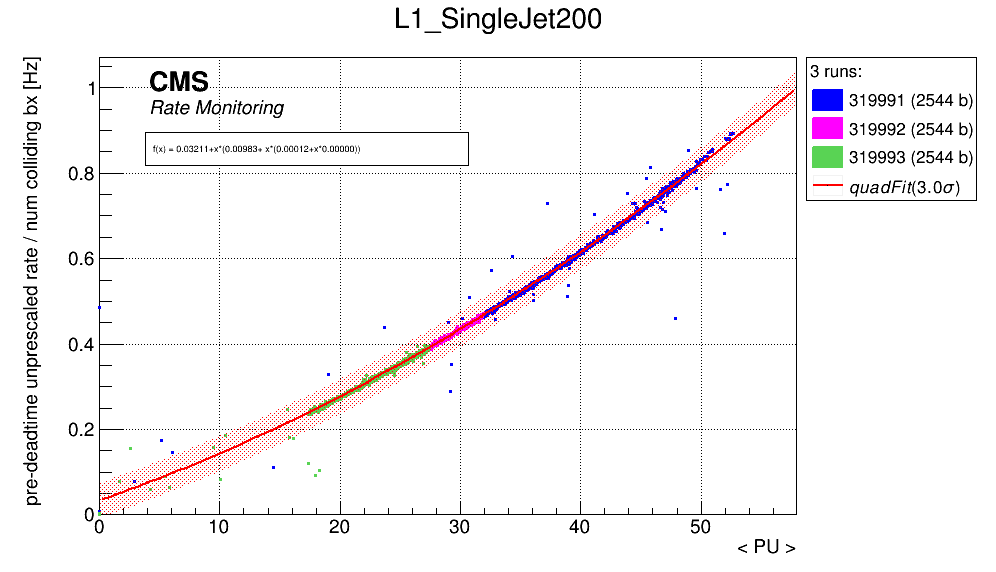 L1_SingleJet200
pre-deadtime unprescaled rate / num colliding bx [Hz]
CMS
Rate Monitoring
f(x) = 0.03211+x*(0.00983+ x*(0.00012+x*0.00000))
1
0.8
0.6
0.4
0.2
0
0 10 20 30 40 50
< PU >
3 runs:
319991 (2544 b)
319992 (2544 b)
319993 (2544 b)
quadFit(3.0σ)